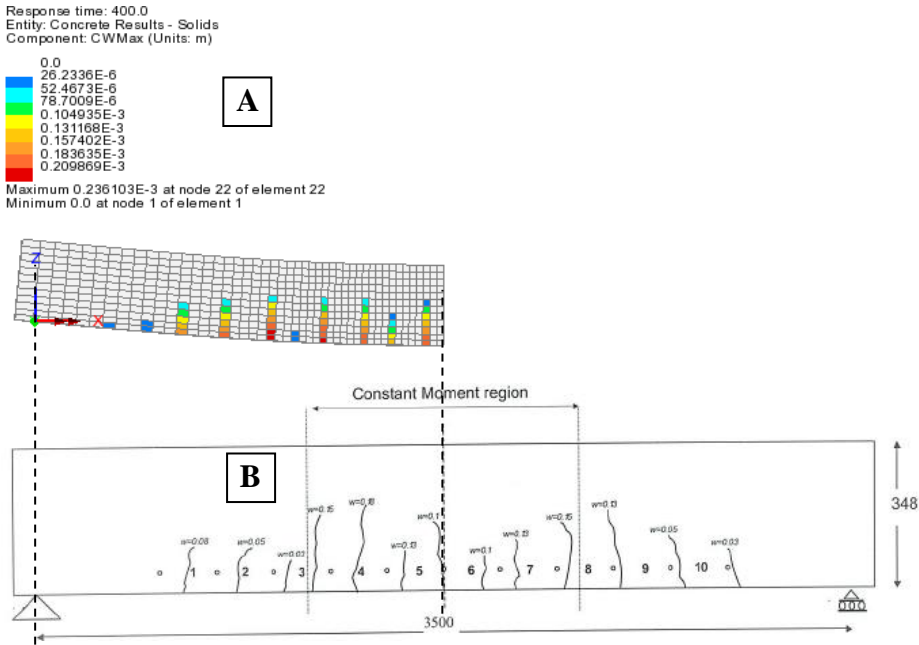 Response time: 400.0
Entity: Concrete Results - Solids
Component: CWMax (Units: m)
0.0
26.2336E-6
52.4673E-6
78.7009E-6
0.104935E-3
0.131168E-3
0.157402E-3
0.183635E-3
0.209869E-3
A
Maximum 0.236103E-3 at node 22 of element 22
Minimum 0.0 at node 1 of element 1
Z
X
Constant Moment region
B
348
w=0.08
w=0.05
w=0.03
w=0.15
w=0.18
w=0.13
w=0.1
w=0.1
w=0.13
w=0.15
w=0.13
w=0.05
w=0.03
1 2 3 4 5 6 7 8 9 10
3500